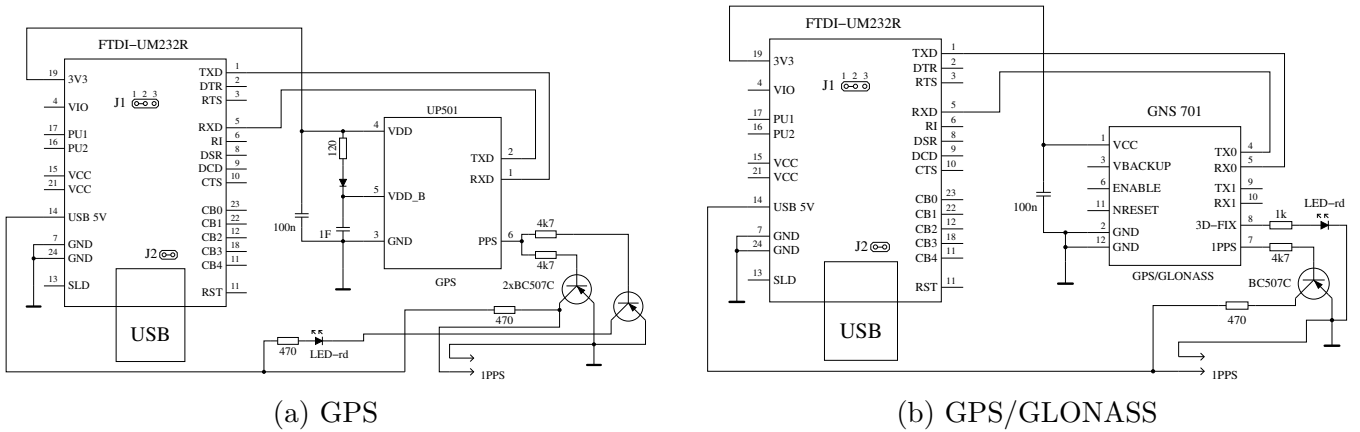 FTDI-UM232R
19 3V3
4 VIO
17 PU1
16 PU2
15 VCC
21 VCC
14 USB 5V
7 GND
24 GND
13 SLD
TXD 1
DTR 2
RTS 3
RXD 5
RI 6
DSR 8
DCD 9
CTS 10
CB0 23
CB1 22
CB2 12
CB3 18
CB4 11
RST 11
J1 1 2 3
J2
USB
100n
120
1F
UP501
4 VDD
5 VDD_B
3 GND
TXD 2
RXD 1
PPS 6
GPS
4k7
4k7
2xBC507C
470
470
LED-rd
1PPS
(a) GPS
FTDI-UM232R
19 3V3
4 VIO
17 PU1
16 PU2
15 VCC
21 VCC
14 USB 5V
7 GND
24 GND
13 SLD
TXD 1
DTR 2
RTS 3
RXD 5
RI 6
DSR 8
DCD 9
CTS 10
CB0 23
CB1 22
CB2 12
CB3 18
CB4 11
RST 11
J1 1 2 3
J2
USB
100n
GNS 701
1 VCC
3 VBACKUP
6 ENABLE
11 NRESET
2 GND
12 GND
TX0 4
RX0 5
TX1 9
RX1 10
3D-FIX 8
1PPS 7
GPS/GLONASS
1k
LED-rd
4k7
BC507C
470
1PPS
(b) GPS/GLONASS